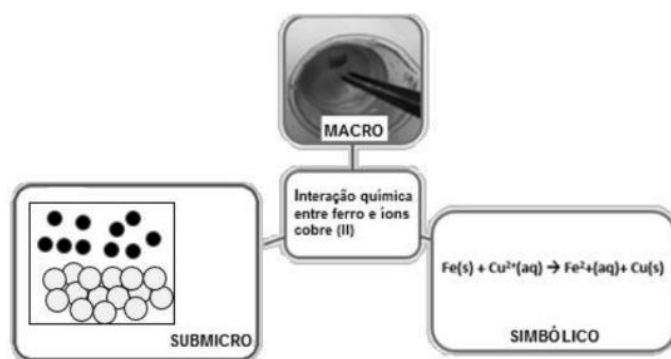 MACRO
Interação química
entre ferro e íons
cobre (II)
Fe(s) + Cu²⁺(aq) → Fe²+(aq)+ Cu(s)
SUBMICRO
SIMBÓLICO